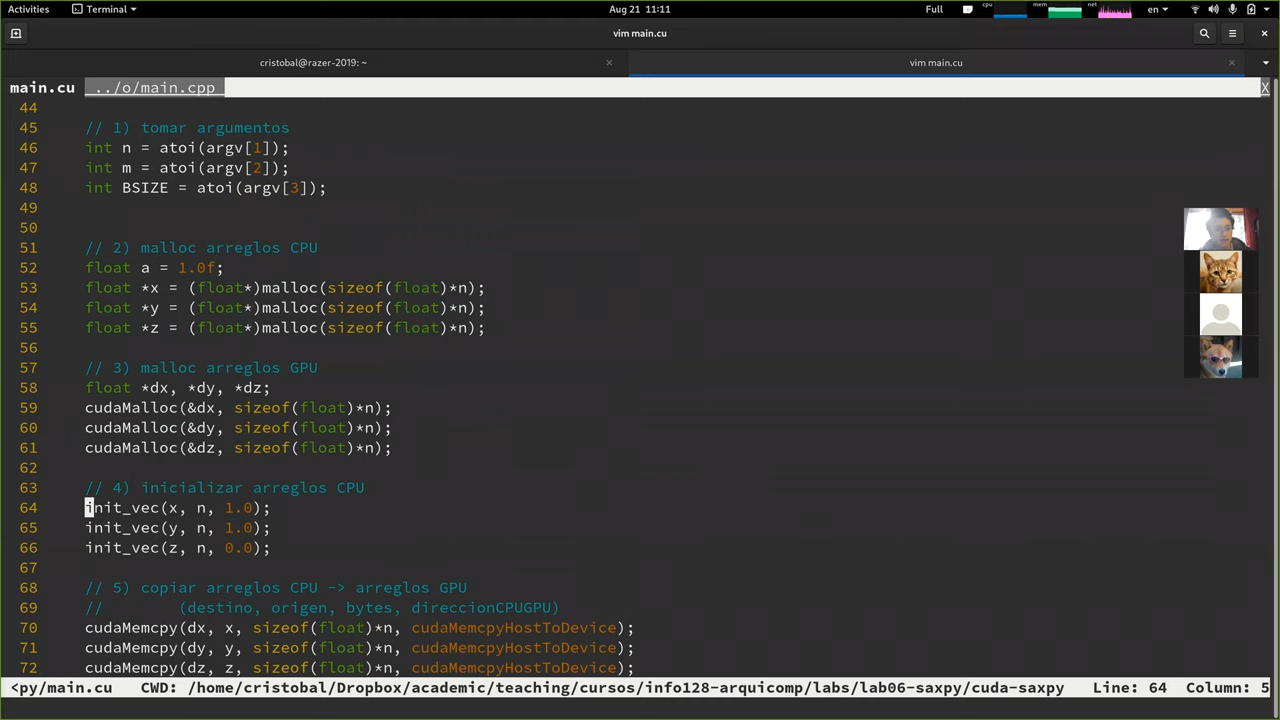 Activities Terminal Aug 21 11:11 Full cpu mem net en
vim main.cu
cristobal@razer-2019: ~ × vim main.cu ×
main.cu ../o/main.cpp X
44
45 // 1) tomar argumentos
46 int n = atoi(argv[1]);
47 int m = atoi(argv[2]);
48 int BSIZE = atoi(argv[3]);
49
50
51 // 2) malloc arreglos CPU
52 float a = 1.0f;
53 float *x = (float*)malloc(sizeof(float)*n);
54 float *y = (float*)malloc(sizeof(float)*n);
55 float *z = (float*)malloc(sizeof(float)*n);
56
57 // 3) malloc arreglos GPU
58 float *dx, *dy, *dz;
59 cudaMalloc(&dx, sizeof(float)*n);
60 cudaMalloc(&dy, sizeof(float)*n);
61 cudaMalloc(&dz, sizeof(float)*n);
62
63 // 4) inicializar arreglos CPU
64 init_vec(x, n, 1.0);
65 init_vec(y, n, 1.0);
66 init_vec(z, n, 0.0);
67
68 // 5) copiar arreglos CPU -> arreglos GPU
69 // (destino, origen, bytes, direccionCPUGPU)
70 cudaMemcpy(dx, x, sizeof(float)*n, cudaMemcpyHostToDevice);
71 cudaMemcpy(dy, y, sizeof(float)*n, cudaMemcpyHostToDevice);
72 cudaMemcpy(dz, z, sizeof(float)*n, cudaMemcpyHostToDevice);
<py/main.cu CWD: /home/cristobal/Dropbox/academic/teaching/cursos/info128-arquicomp/labs/lab06-saxpy/cuda-saxpy Line: 64 Column: 5